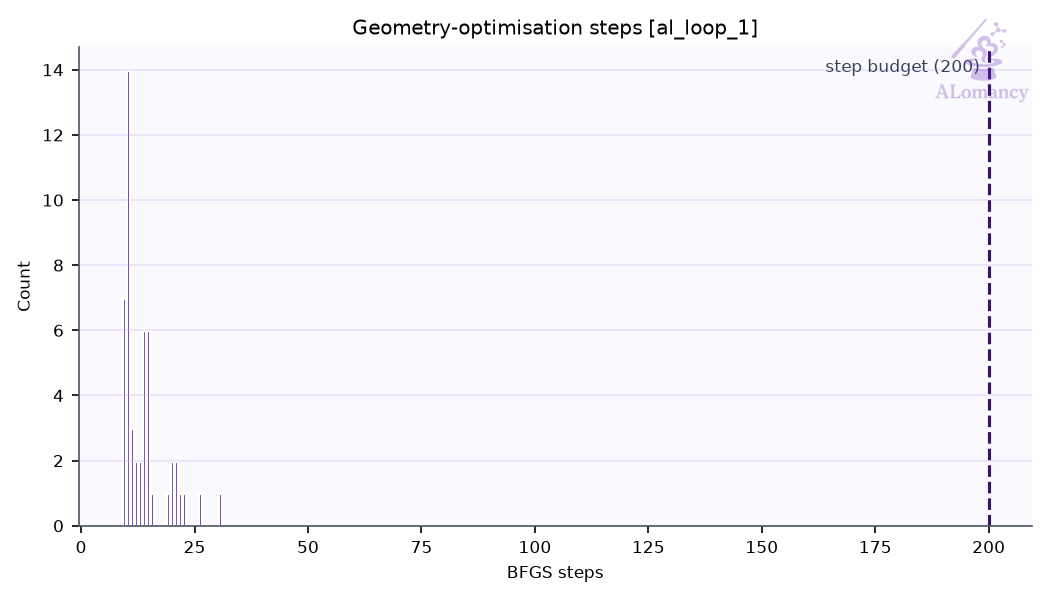 Geometry-optimisation steps [al_loop_1]
step budget (200)
ALomancy
14
12
10
8
6
4
2
0
Count
0 25 50 75 100 125 150 175 200
BFGS steps